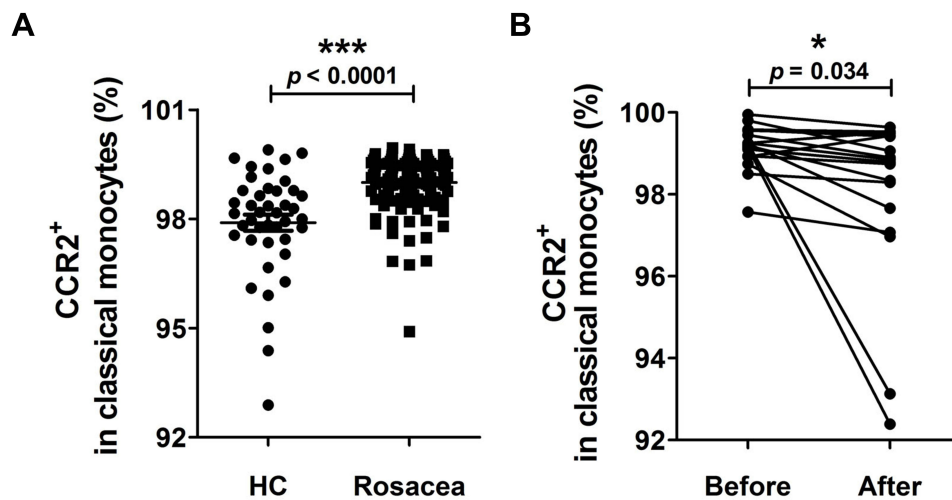 A
***
p < 0.0001
CCR2+
in classical monocytes (%)
101
98
95
92
HC
Rosacea
B
*
p = 0.034
CCR2+
in classical monocytes (%)
100
98
96
94
92
Before
After